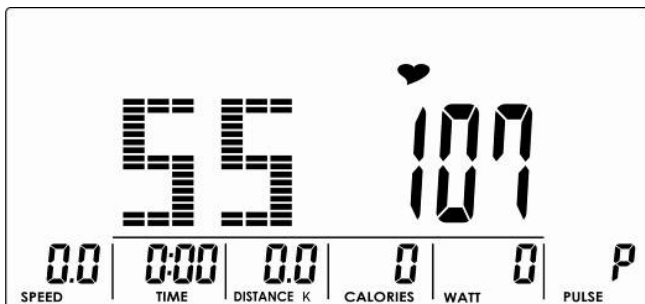 55 107
0.0 0:00 0.0 0 0 P
SPEED TIME DISTANCE K CALORIES WATT PULSE